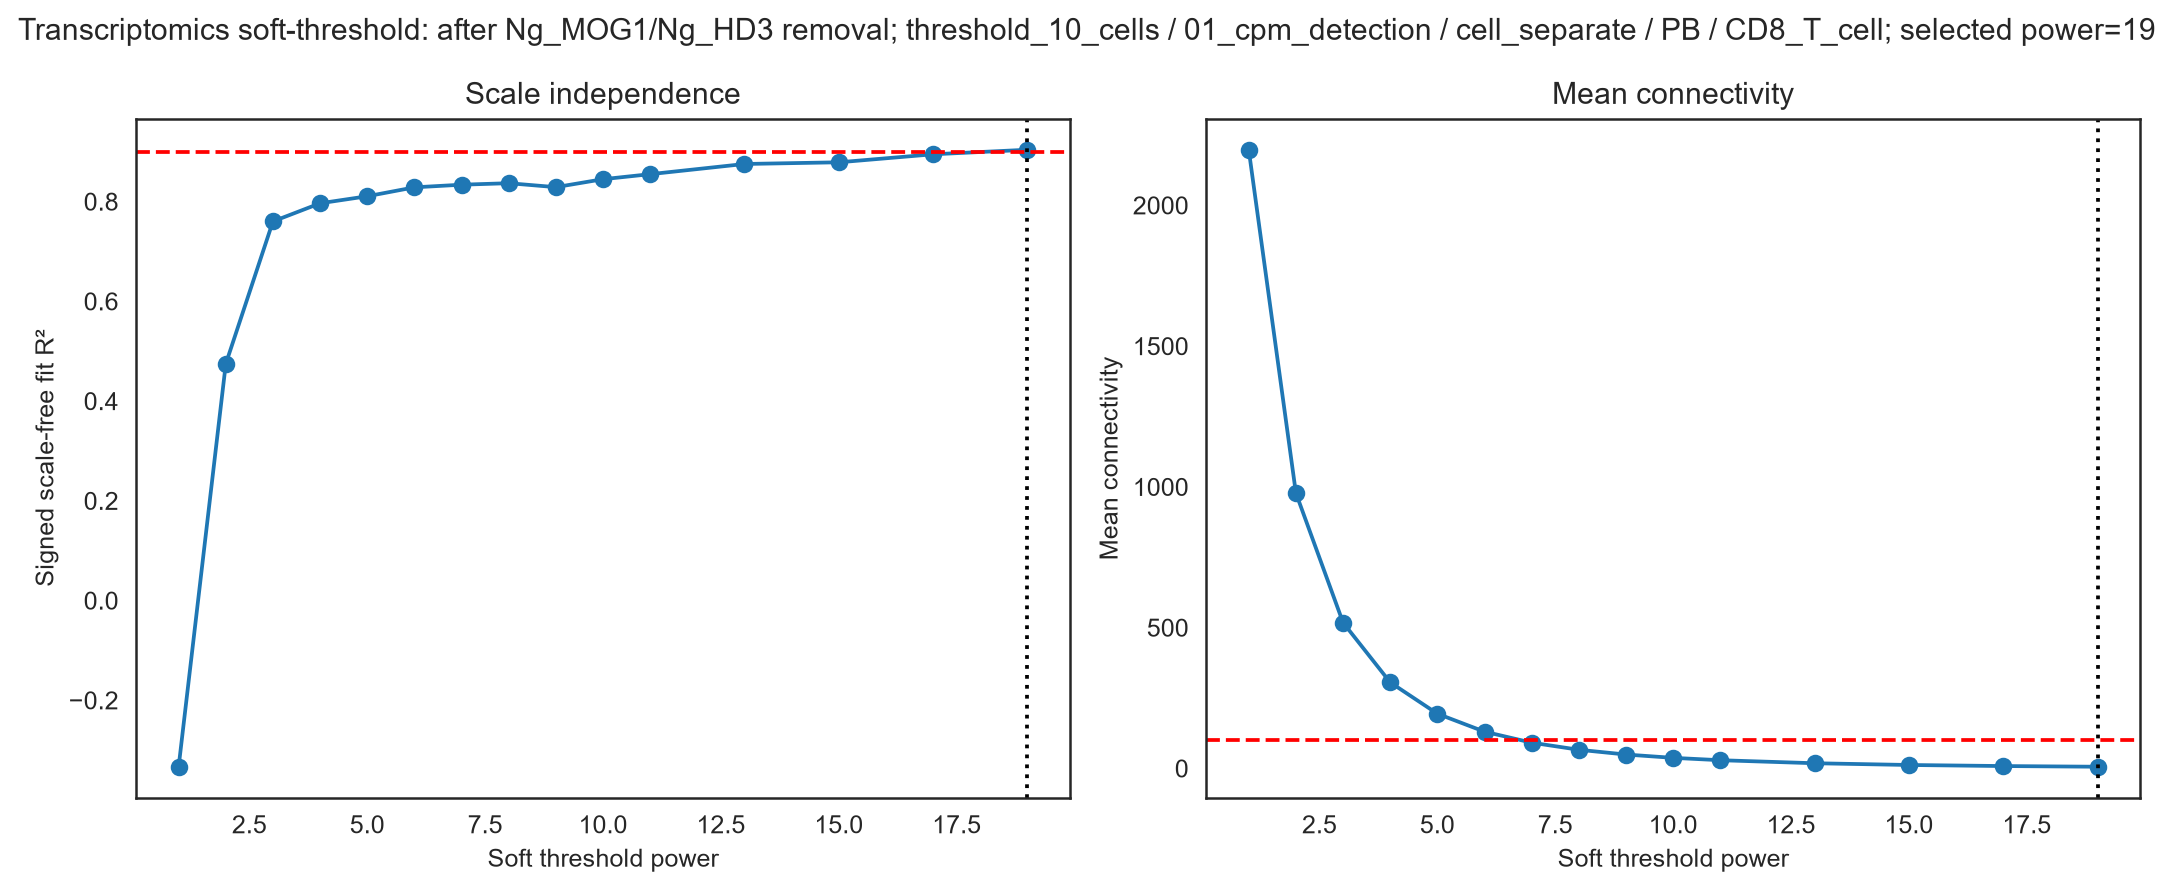 Transcriptomics soft-threshold: after Ng_MOG1/Ng_HD3 removal; threshold_10_cells / 01_cpm_detection / cell_separate / PB / CD8_T_cell; selected power=19
Scale independence
Signed scale-free fit R²
0.8
0.6
0.4
0.2
0.0
−0.2
2.5 5.0 7.5 10.0 12.5 15.0 17.5
Soft threshold power
Mean connectivity
Mean connectivity
2000
1500
1000
500
0
2.5 5.0 7.5 10.0 12.5 15.0 17.5
Soft threshold power